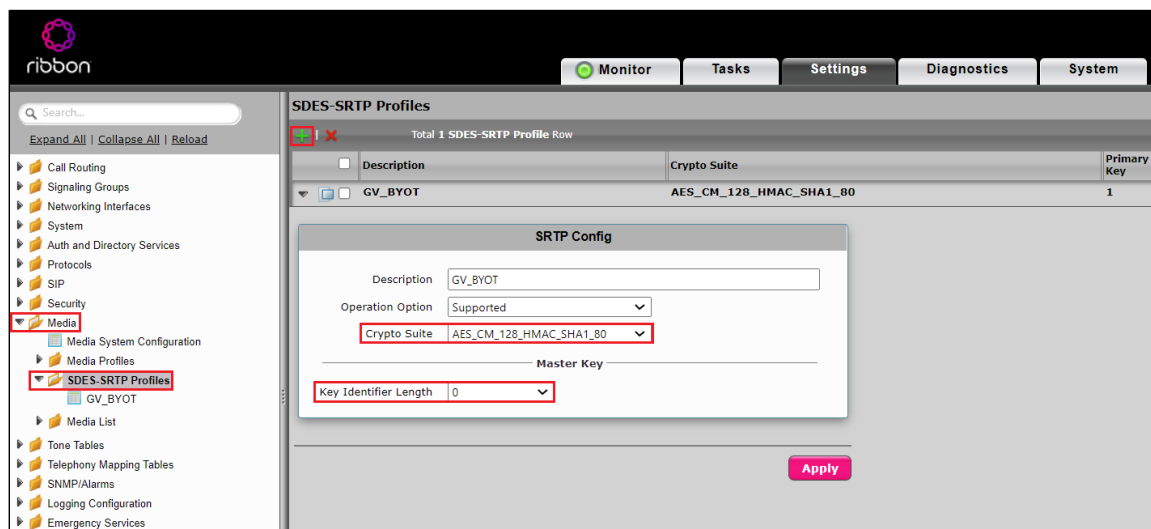 ribbon
Monitor
Tasks
Settings
Diagnostics
System
Search...
Expand All | Collapse All | Reload
Call Routing
Signaling Groups
Networking Interfaces
System
Auth and Directory Services
Protocols
SIP
Security
Media
Media System Configuration
Media Profiles
SDES-SRTP Profiles
GV_BYOT
Media List
Tone Tables
Telephony Mapping Tables
SNMP/Alarms
Logging Configuration
Emergency Services
SDES-SRTP Profiles
Total 1 SDES-SRTP Profile Row
Description
Crypto Suite
Primary
Key
GV_BYOT
AES_CM_128_HMAC_SHA1_80
1
SRTP Config
Description GV_BYOT
Operation Option Supported
Crypto Suite AES_CM_128_HMAC_SHA1_80
Master Key
Key Identifier Length 0
Apply